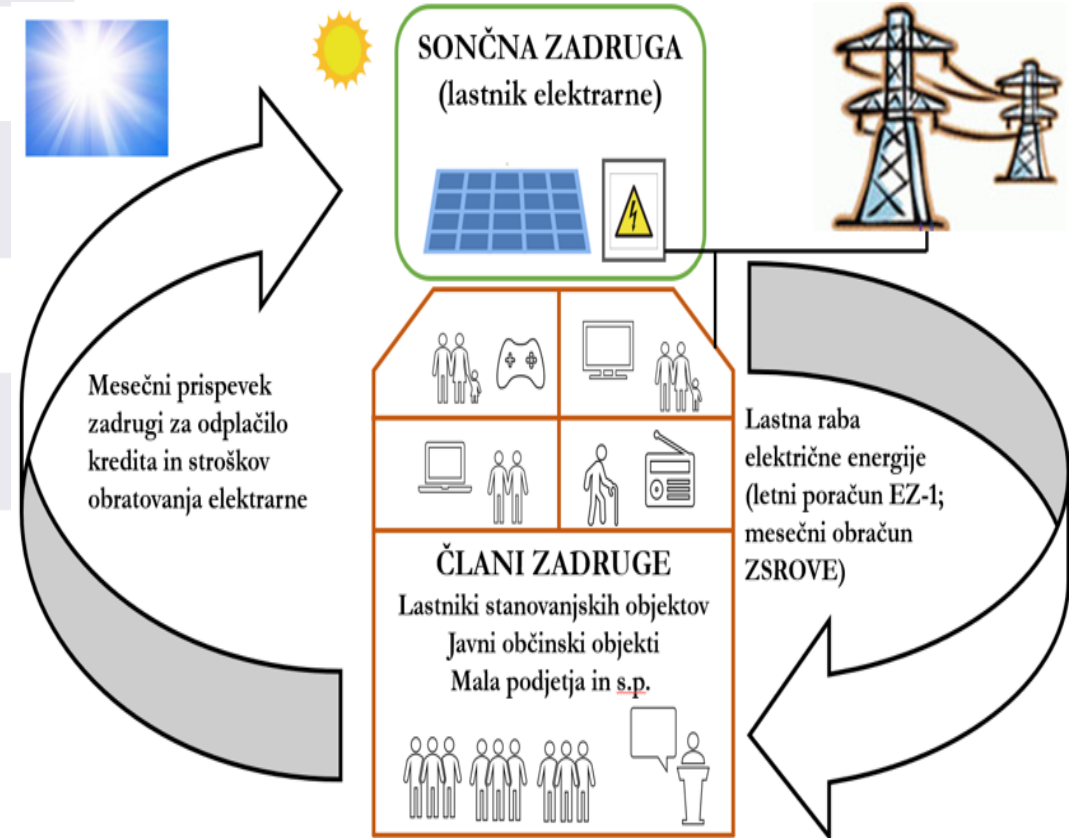 SONČNA ZADRUGA
(lastnik elektrarne)
Mesečni prispevek
zadrugi za odplačilo
kredita in stroškov
obratovanja elektrarne
Lastna raba
električne energije
(letni poračun EZ-1;
mesečni obračun
ZSROVE)
ČLANI ZADRUGE
Lastniki stanovanjskih objektov
Javni občinski objekti
Mala podjetja in s.p.